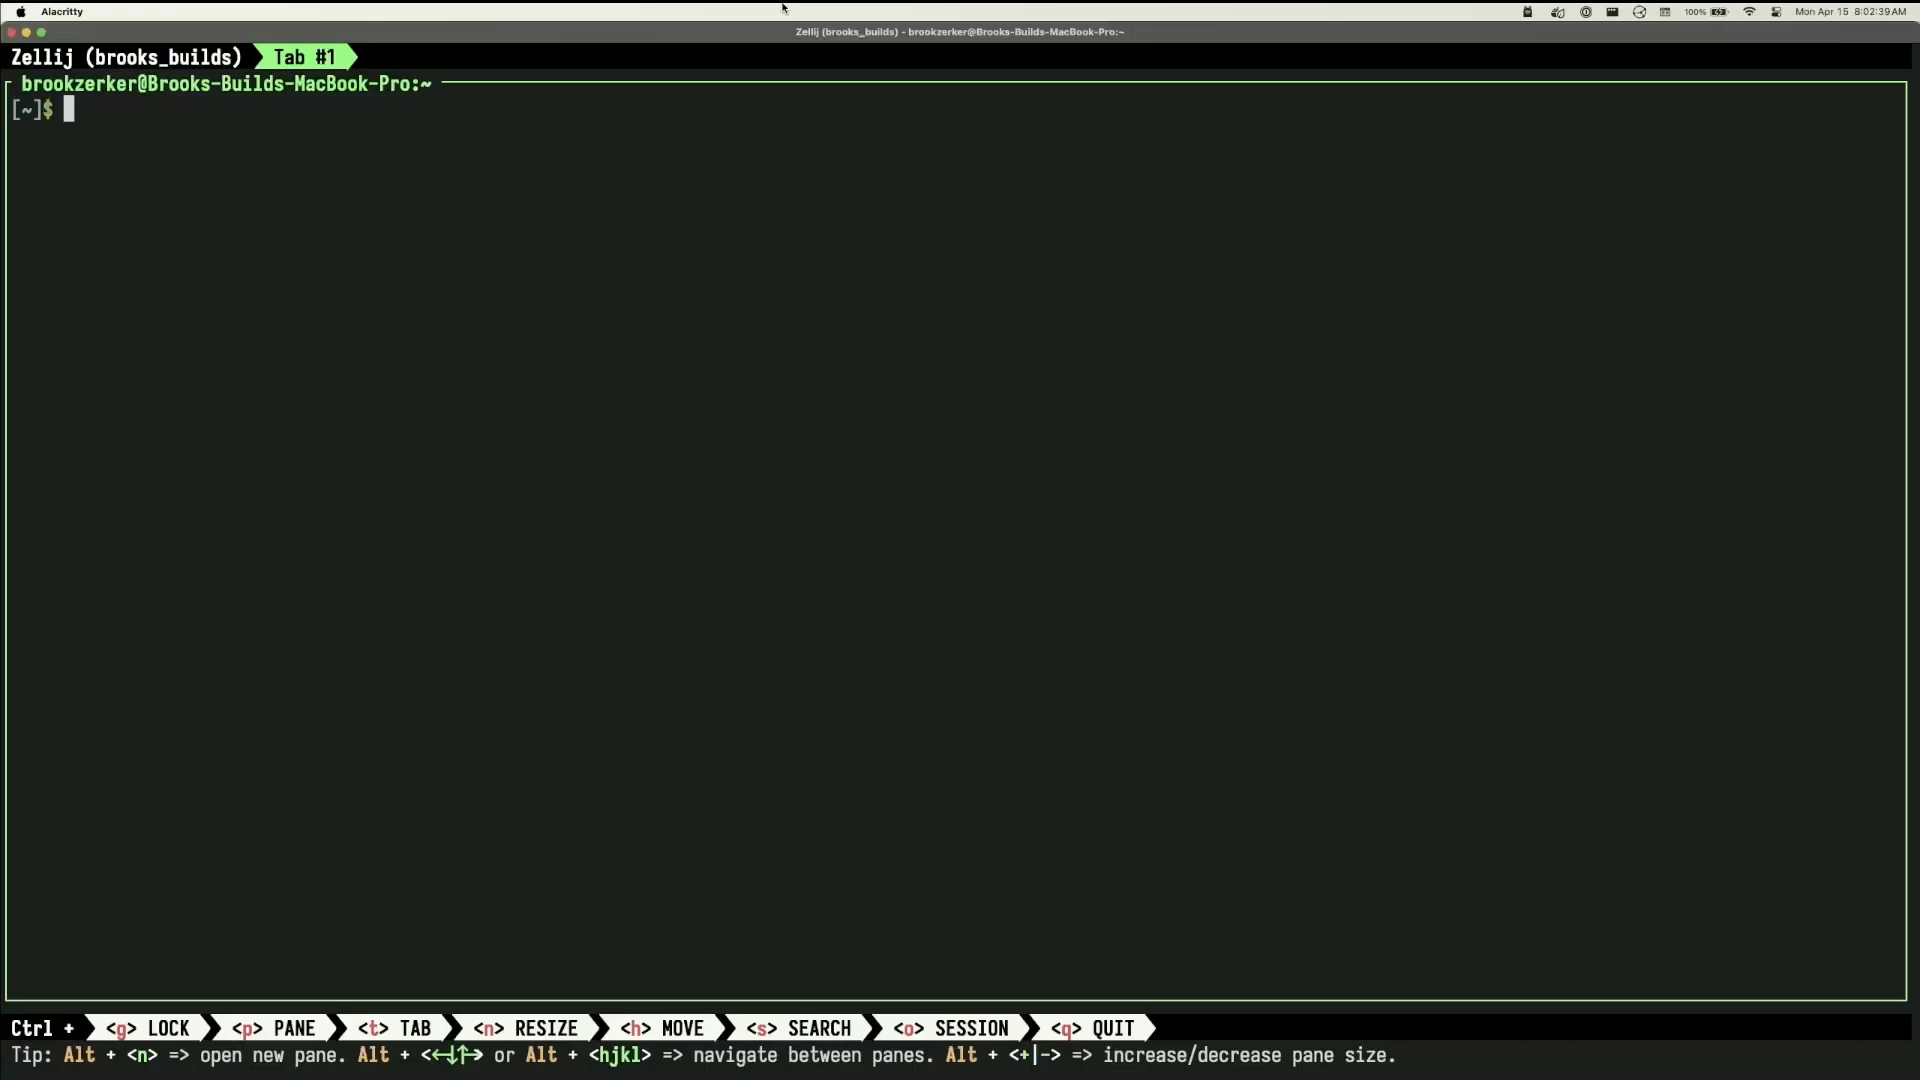 Alacritty
100%
Mon Apr 15 8:02:39 AM
Zellij (brooks_builds) - brookzerker@Brooks-Builds-MacBook-Pro:~
Zellij (brooks_builds) Tab #1
brookzerker@Brooks-Builds-MacBook-Pro:~
[~]$
Ctrl + <g> LOCK <p> PANE <t> TAB <n> RESIZE <h> MOVE <s> SEARCH <o> SESSION <q> QUIT
Tip: Alt + <n> => open new pane. Alt + <←↓↑→> or Alt + <hjkl> => navigate between panes. Alt + <+|-> => increase/decrease pane size.